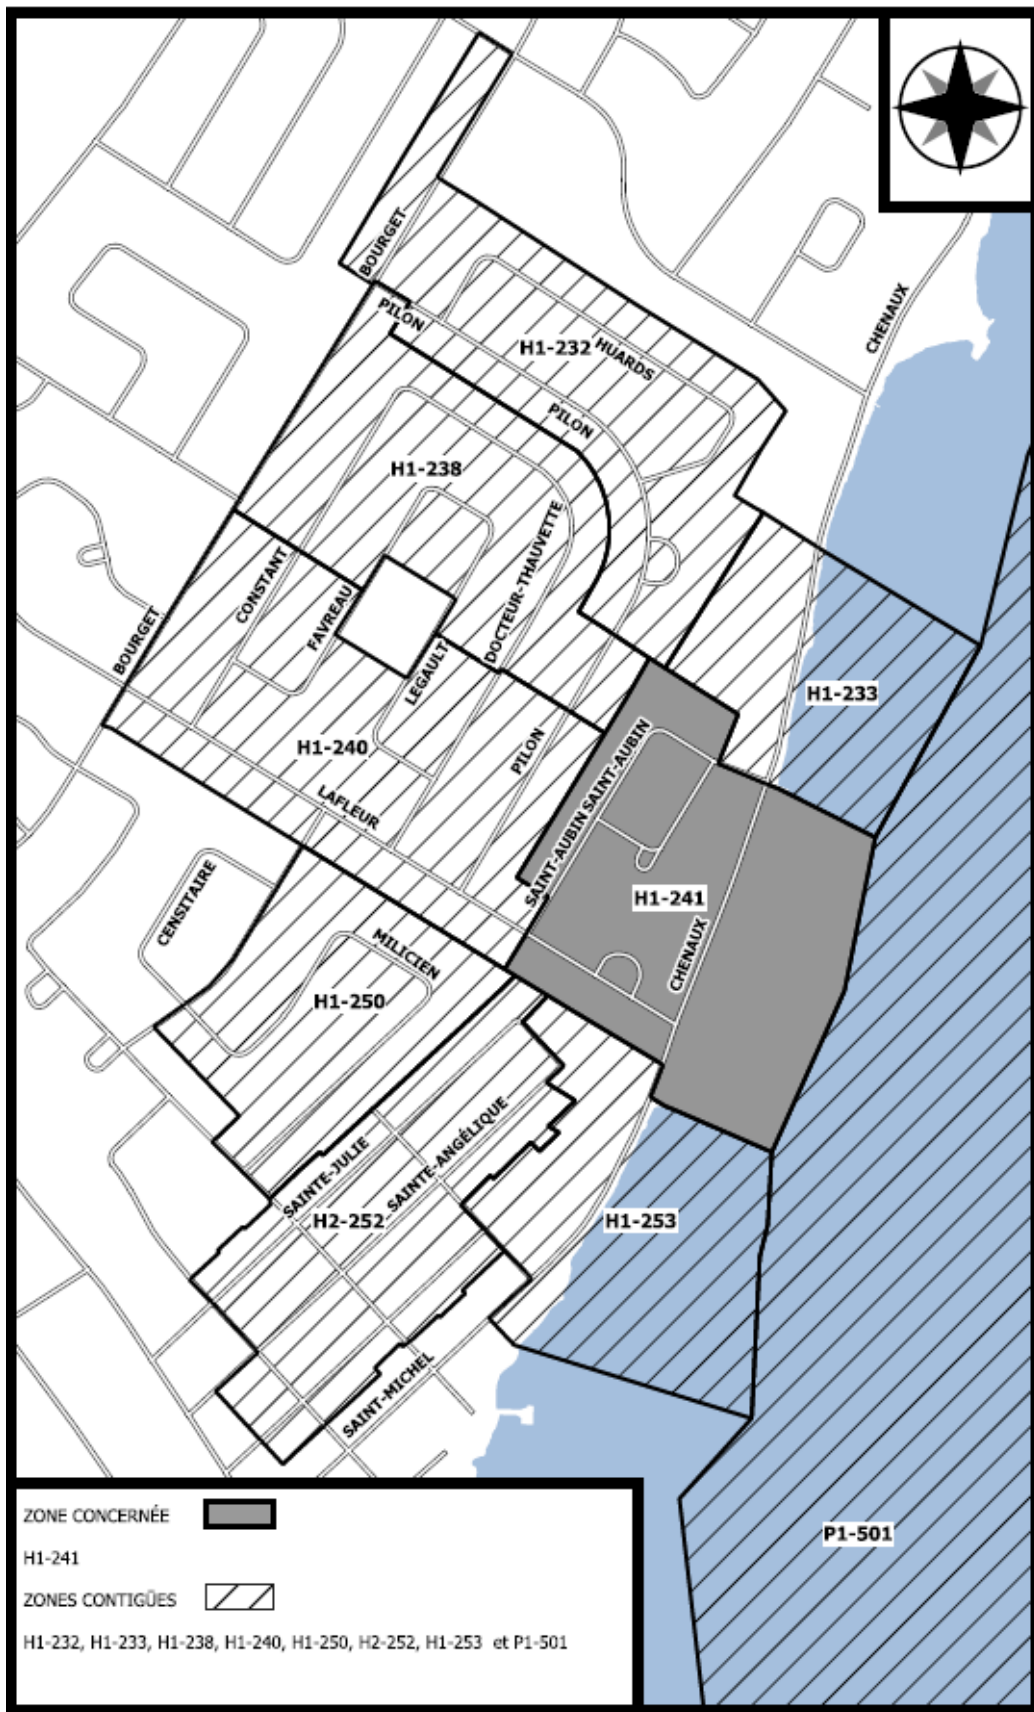 BOURGET
CHENAUX
PILON
H1-232
HUARDS
PILON
H1-238
DOCTEUR-THAUVETTE
CONSTANT
FAVREAU
BOURGET
LEGAULT
H1-233
H1-240
PILON
SAINT-AUBIN
LAFLEUR
SAINT-AUBIN
H1-241
CENSITAIRE
CHENAUX
MILICIEN
H1-250
SAINTE-ANGÉLIQUE
SAINTE-JULIE
H2-252
H1-253
SAINT-MICHEL
P1-501
ZONE CONCERNÉE
H1-241
ZONES CONTIGÜES
H1-232, H1-233, H1-238, H1-240, H1-250, H2-252, H1-253 et P1-501